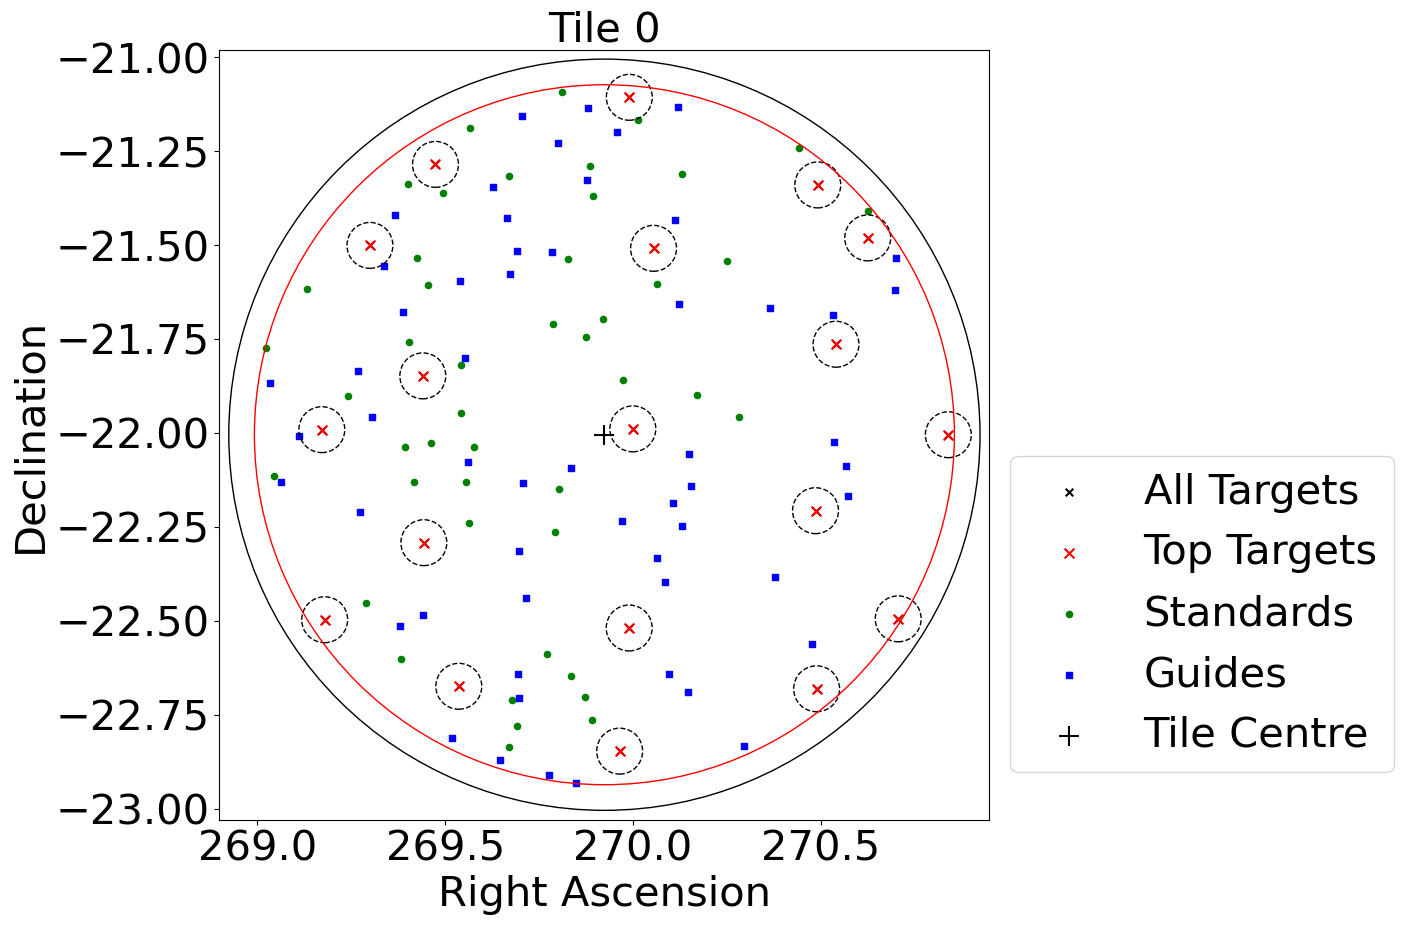 Tile 0
−21.00
−21.25
−21.50
−21.75
−22.00
−22.25
−22.50
−22.75
−23.00
Declination
269.0 269.5 270.0 270.5
Right Ascension
All Targets
Top Targets
Standards
Guides
Tile Centre